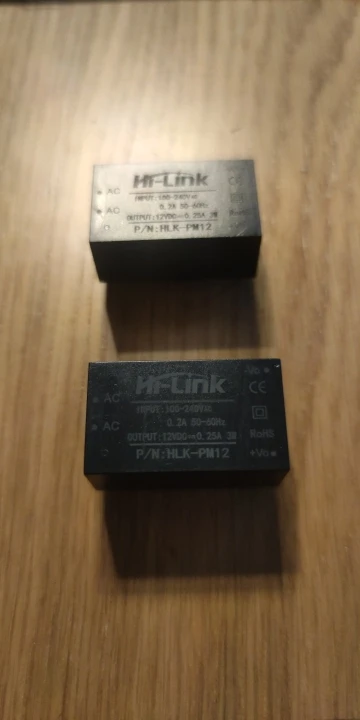 Hi-Link
AC
INPUT:100-240Vac
AC
0.2A 50-60Hz
OUTPUT:12VDC⎓0.25A 3W
P/N:HLK-PM12
Hi-Link
-Vo
AC
CE
INPUT:100-240Vac
0.2A 50-60Hz
AC
OUTPUT:12VDC⎓0.25A 3W
RoHS
P/N:HLK-PM12
+Vo